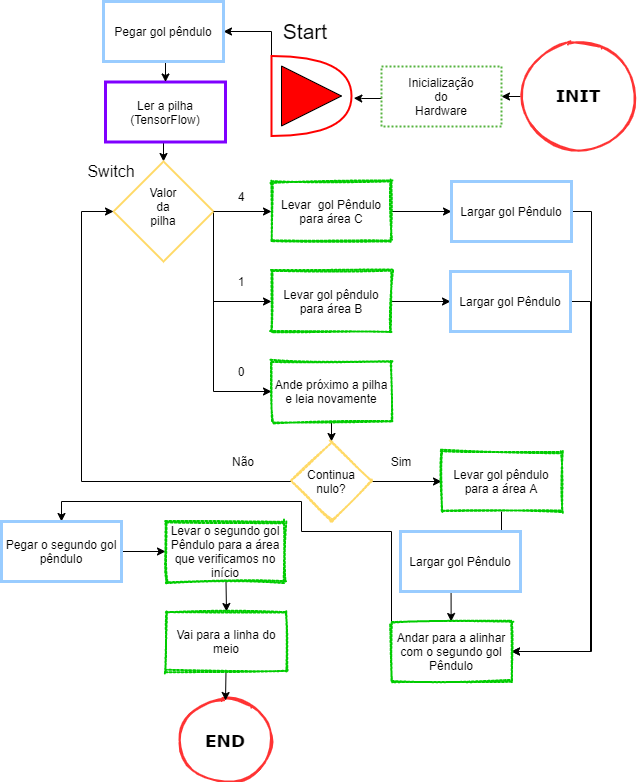 Start
Pegar gol pêndulo
Inicialização
do
Hardware
INIT
Ler a pilha
(TensorFlow)
Switch
Valor
da
pilha
4
Levar gol Pêndulo
para área C
Largar gol Pêndulo
1
Levar gol pêndulo
para área B
Largar gol Pêndulo
0
Ande próximo a pilha
e leia novamente
Não
Continua
nulo?
Sim
Levar gol pêndulo
para a área A
Pegar o segundo gol
pêndulo
Levar o segundo gol
Pêndulo para a área
que verificamos no
início
Largar gol Pêndulo
Vai para a linha do
meio
Andar para a alinhar
com o segundo gol
Pêndulo
END